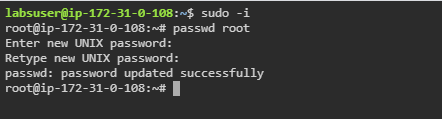 labsuser@ip-172-31-0-108:~$ sudo -i
root@ip-172-31-0-108:~# passwd root
Enter new UNIX password:
Retype new UNIX password:
passwd: password updated successfully
root@ip-172-31-0-108:~#